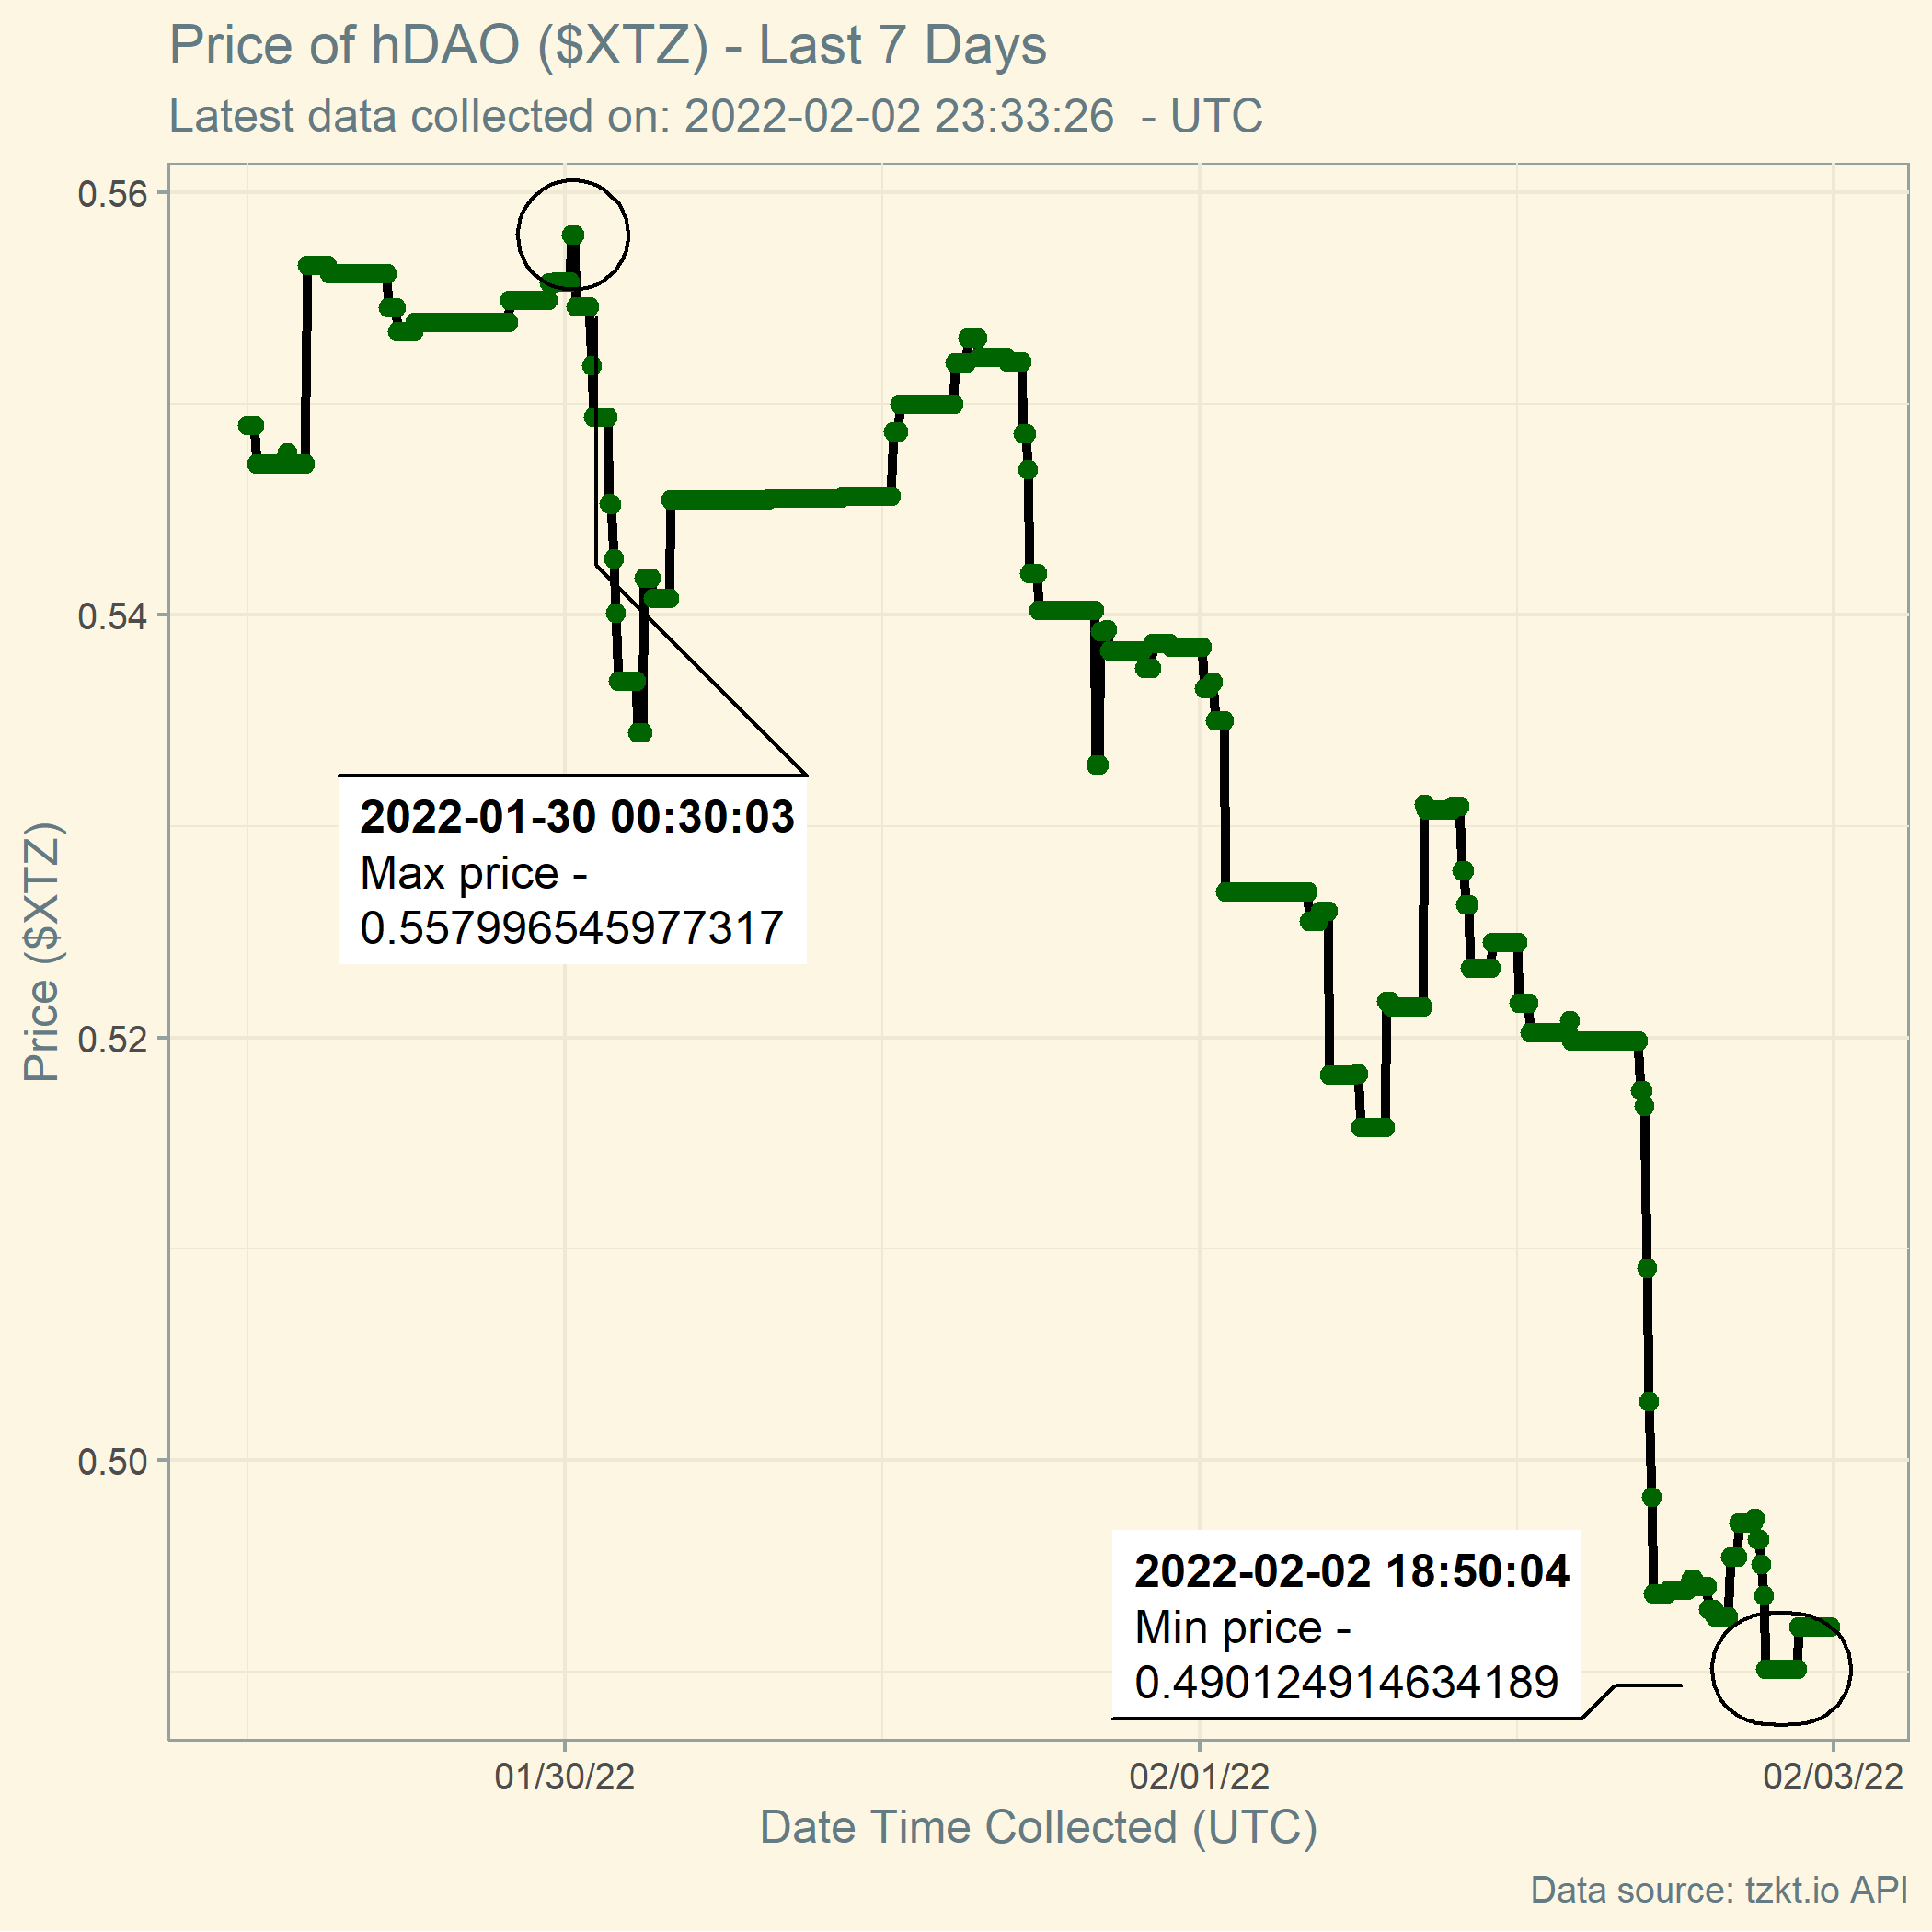 Price of hDAO ($XTZ) - Last 7 Days
Latest data collected on: 2022-02-02 23:33:26  - UTC
0.56
0.54
0.52
0.50
Price ($XTZ)
2022-01-30 00:30:03
Max price -
0.557996545977317
2022-02-02 18:50:04
Min price -
0.490124914634189
01/30/22
02/01/22
02/03/22
Date Time Collected (UTC)
Data source: tzkt.io API